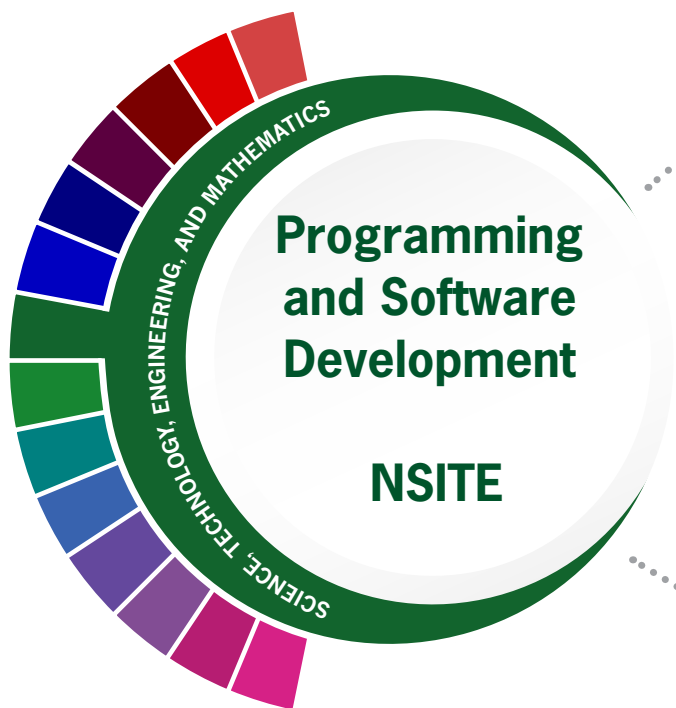 SCIENCE, TECHNOLOGY, ENGINEERING, AND MATHEMATICS
Programming
and Software
Development
NSITE